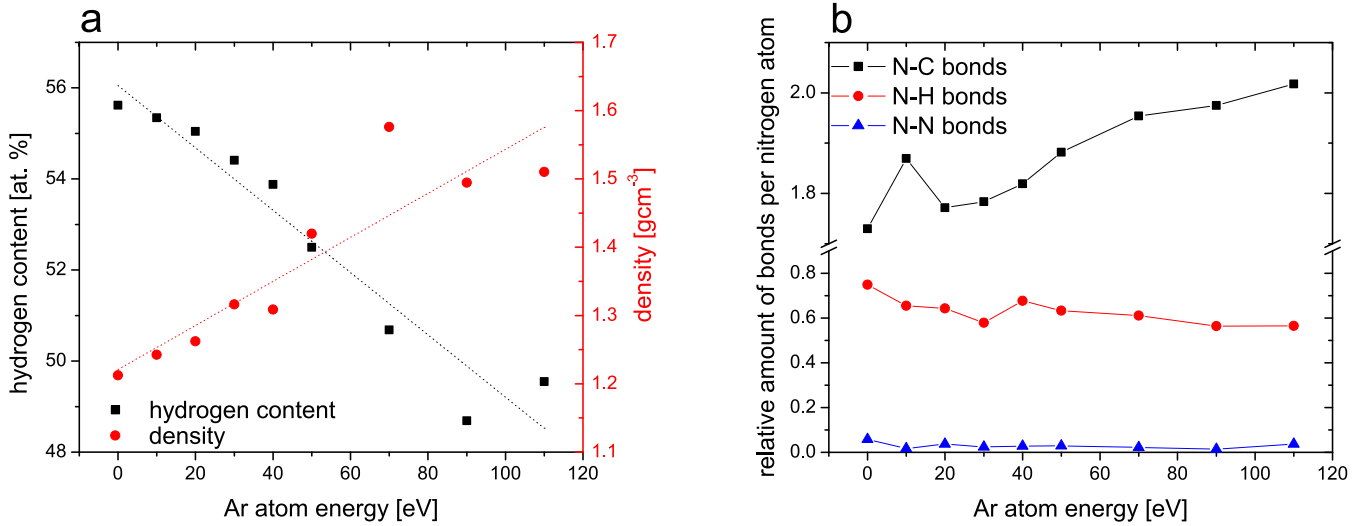 a
hydrogen content [at. %]
56
54
52
50
48
1.7
1.6
1.5
1.4
1.3
1.2
1.1
density [gcm⁻³]
hydrogen content
density
0 20 40 60 80 100 120
Ar atom energy [eV]
b
relative amount of bonds per nitrogen atom
N-C bonds
N-H bonds
N-N bonds
2.0
1.8
0.8
0.6
0.4
0.2
0.0
0 20 40 60 80 100 120
Ar atom energy [eV]